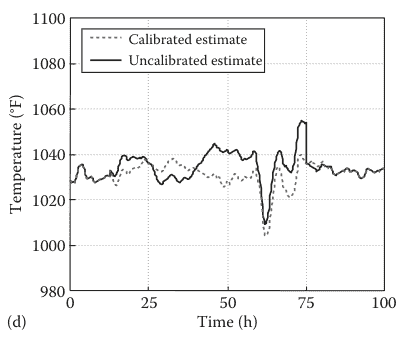 1100
1080
1060
1040
1020
1000
980
Temperature (°F)
Calibrated estimate
Uncalibrated estimate
0 25 50 75 100
(d) Time (h)